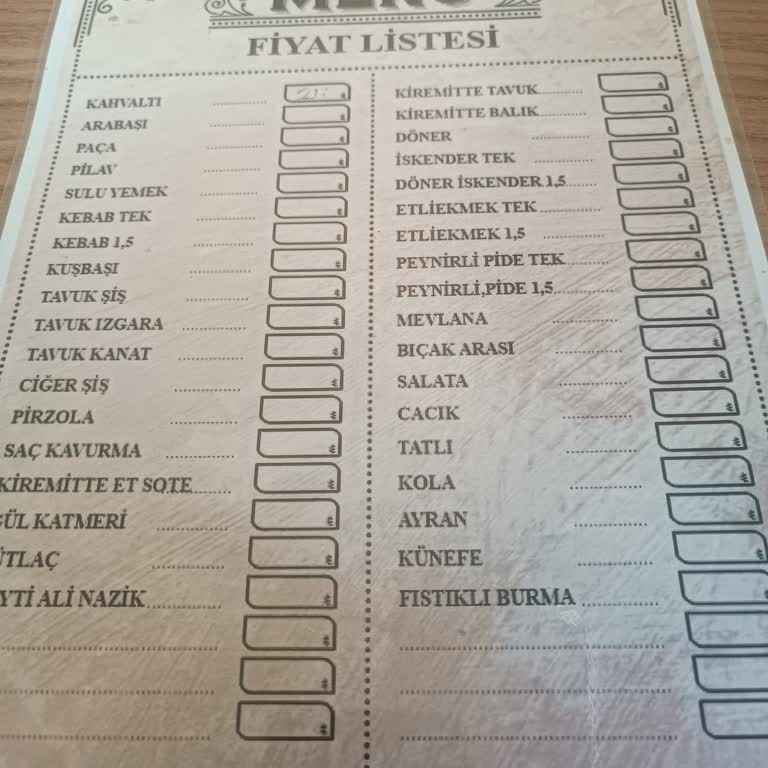 MENÜ
FİYAT LİSTESİ
KAHVALTI
ARABAŞI
PAÇA
PİLAV
SULU YEMEK
KEBAB TEK
KEBAB 1,5
KUŞBAŞI
TAVUK ŞİŞ
TAVUK IZGARA
TAVUK KANAT
CİĞER ŞİŞ
PİRZOLA
SAÇ KAVURMA
KİREMİTTE ET SOTE
GÜL KATMERİ
ÜTLAÇ
YTİ ALİ NAZİK
KİREMİTTE TAVUK
KİREMİTTE BALIK
DÖNER
İSKENDER TEK
DÖNER İSKENDER 1,5
ETLİEKMEK TEK
ETLİEKMEK 1,5
PEYNİRLİ PİDE TEK
PEYNİRLİ,PİDE 1,5
MEVLANA
BIÇAK ARASI
SALATA
CACIK
TATLI
KOLA
AYRAN
KÜNEFE
FISTIKLI BURMA